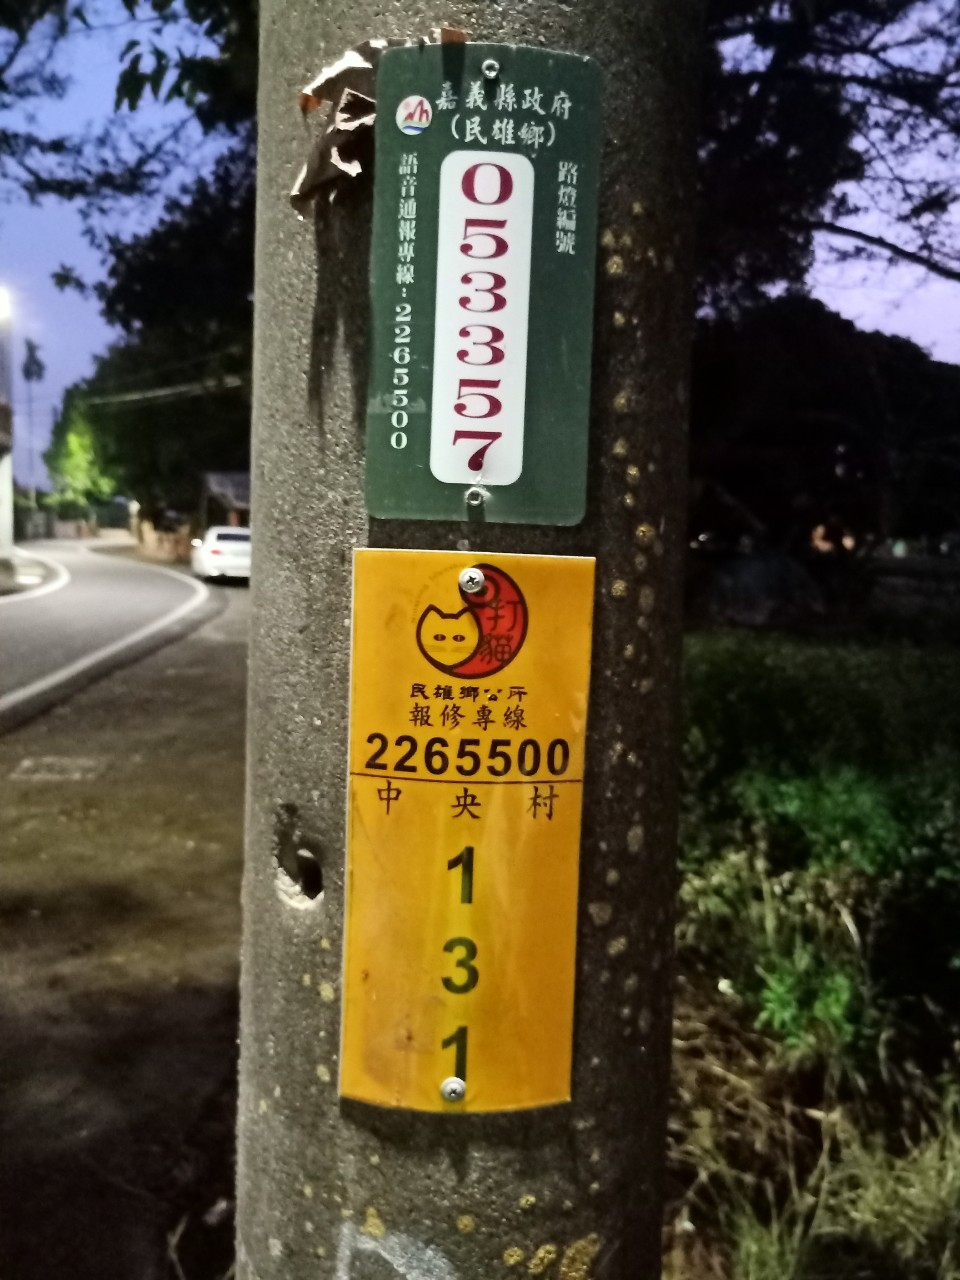 嘉義縣政府
(民雄鄉)
路燈編號
053357
語音通報專線：2265500
打貓
民雄鄉公所
報修專線
2265500
中央村
131